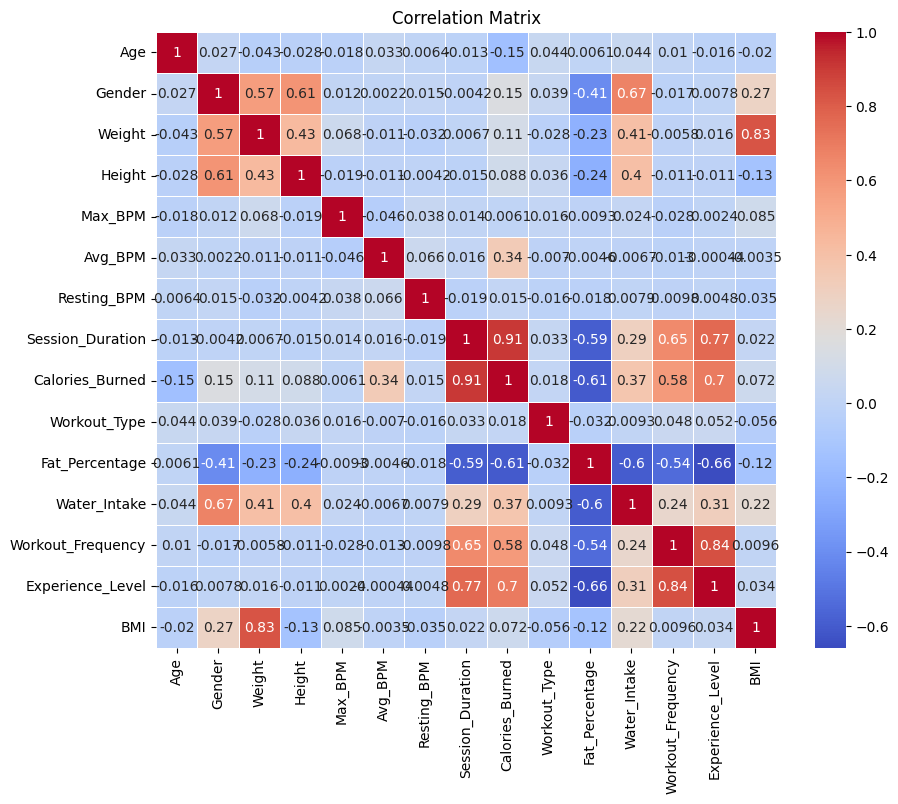 Correlation Matrix
Age 1 0.027 -0.043 -0.028 -0.018 0.033 0.0064 -0.013 -0.15 0.044 0.0061 0.044 0.01 -0.016 -0.02
Gender 0.027 1 0.57 0.61 0.012 0.0022 0.015 -0.0042 0.15 0.039 -0.41 0.67 -0.017 0.0078 0.27
Weight -0.043 0.57 1 0.43 0.068 -0.011 -0.032 0.0067 0.11 -0.028 -0.23 0.41 -0.0058 0.016 0.83
Height -0.028 0.61 0.43 1 -0.019 -0.011 -0.0042 -0.015 0.088 0.036 -0.24 0.4 -0.011 -0.011 -0.13
Max_BPM -0.018 0.012 0.068 -0.019 1 -0.046 0.038 0.014 0.0061 0.016 -0.0093 0.024 -0.028 0.0024 0.085
Avg_BPM 0.033 0.0022 -0.011 -0.011 -0.046 1 0.066 0.016 0.34 -0.007 -0.0046 -0.0067 -0.013 -0.00044 -0.0035
Resting_BPM 0.0064 0.015 -0.032 -0.0042 0.038 0.066 1 -0.019 0.015 -0.016 -0.018 0.0079 -0.0098 0.0048 -0.035
Session_Duration -0.013 -0.0042 0.0067 -0.015 0.014 0.016 -0.019 1 0.91 0.033 -0.59 0.29 0.65 0.77 0.022
Calories_Burned -0.15 0.15 0.11 0.088 0.0061 0.34 0.015 0.91 1 0.018 -0.61 0.37 0.58 0.7 0.072
Workout_Type 0.044 0.039 -0.028 0.036 0.016 -0.007 -0.016 0.033 0.018 1 -0.032 0.0093 0.048 0.052 -0.056
Fat_Percentage 0.0061 -0.41 -0.23 -0.24 -0.0093 -0.0046 -0.018 -0.59 -0.61 -0.032 1 -0.6 -0.54 -0.66 -0.12
Water_Intake 0.044 0.67 0.41 0.4 0.024 -0.0067 0.0079 0.29 0.37 0.0093 -0.6 1 0.24 0.31 0.22
Workout_Frequency 0.01 -0.017 -0.0058 -0.011 -0.028 -0.013 -0.0098 0.65 0.58 0.048 -0.54 0.24 1 0.84 0.0096
Experience_Level -0.016 0.0078 0.016 -0.011 0.0024 -0.00044 0.0048 0.77 0.7 0.052 -0.66 0.31 0.84 1 0.034
BMI -0.02 0.27 0.83 -0.13 0.085 -0.0035 -0.035 0.022 0.072 -0.056 -0.12 0.22 0.0096 0.034 1
Age Gender Weight Height Max_BPM Avg_BPM Resting_BPM Session_Duration Calories_Burned Workout_Type Fat_Percentage Water_Intake Workout_Frequency Experience_Level BMI
1.0
0.8
0.6
0.4
0.2
0.0
-0.2
-0.4
-0.6